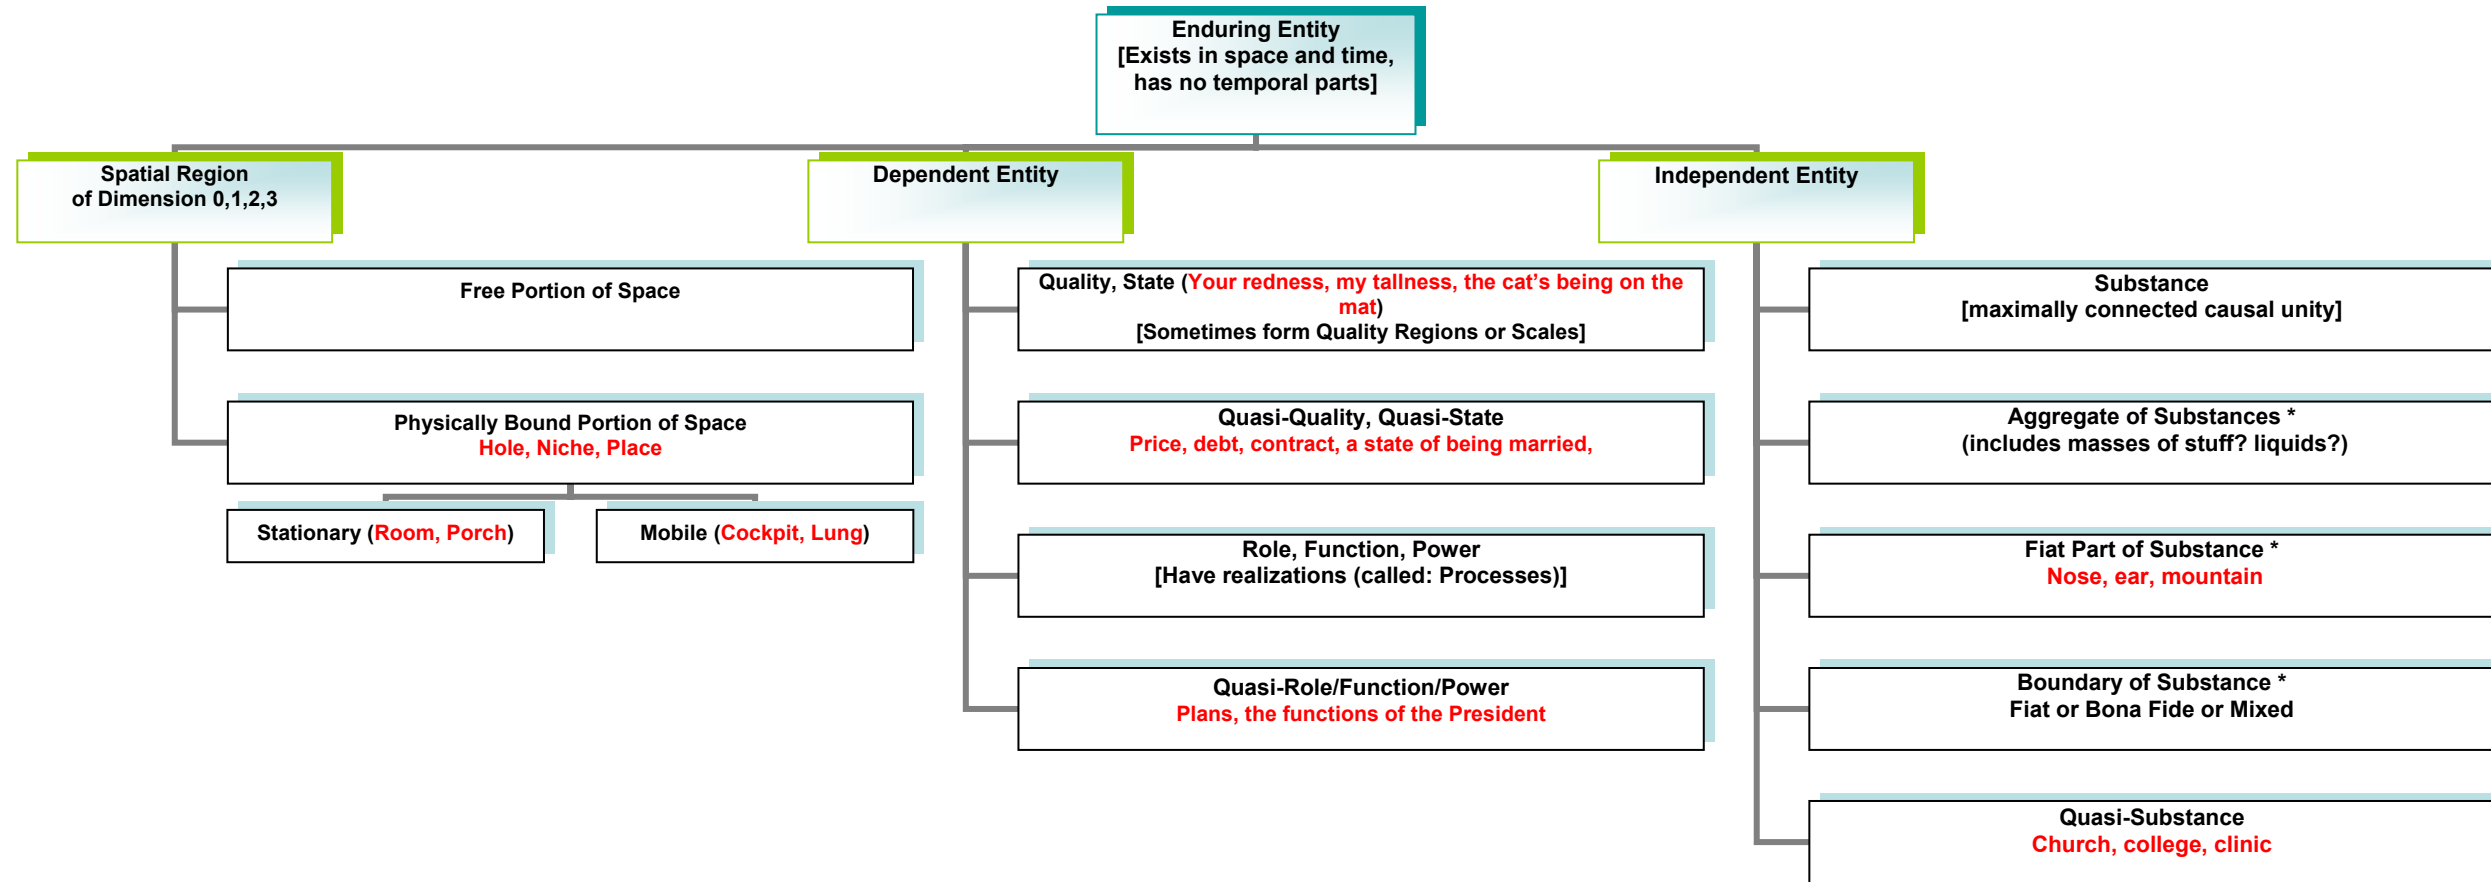 Enduring Entity
[Exists in space and time,
has no temporal parts]
Spatial Region
of Dimension 0,1,2,3
Dependent Entity
Independent Entity
Free Portion of Space
Physically Bound Portion of Space
Hole, Niche, Place
Stationary (Room, Porch)
Mobile (Cockpit, Lung)
Quality, State (Your redness, my tallness, the cat’s being on the
mat)
[Sometimes form Quality Regions or Scales]
Quasi-Quality, Quasi-State
Price, debt, contract, a state of being married,
Role, Function, Power
[Have realizations (called: Processes)]
Quasi-Role/Function/Power
Plans, the functions of the President
Substance
[maximally connected causal unity]
Aggregate of Substances *
(includes masses of stuff? liquids?)
Fiat Part of Substance *
Nose, ear, mountain
Boundary of Substance *
Fiat or Bona Fide or Mixed
Quasi-Substance
Church, college, clinic